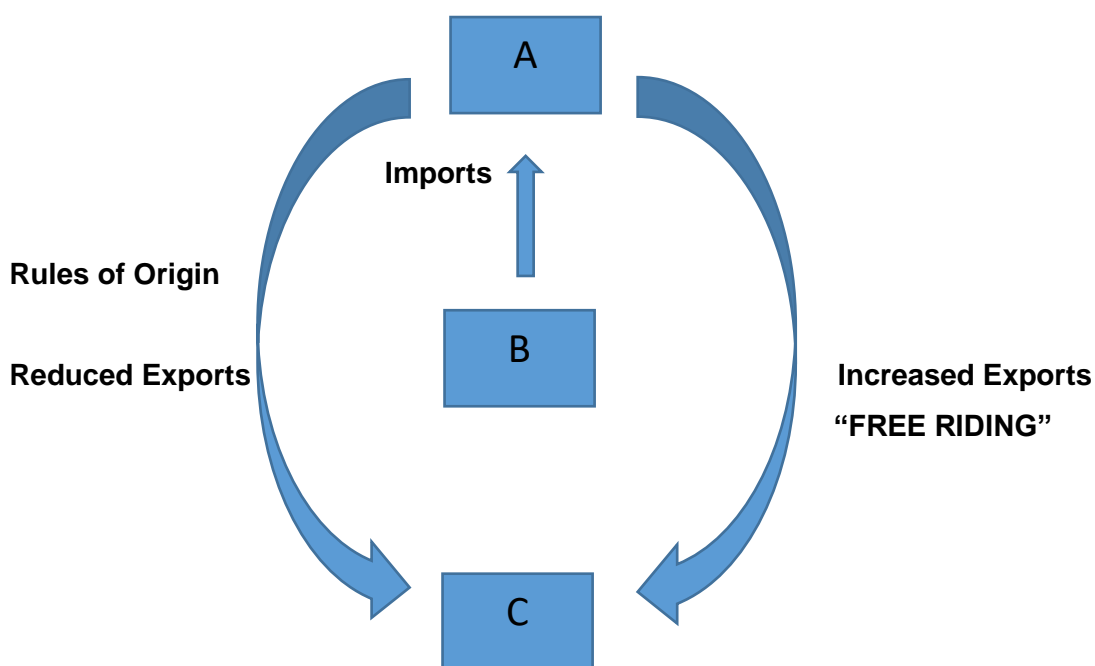 A
Imports
Rules of Origin
B
Reduced Exports
Increased Exports
“FREE RIDING”
C